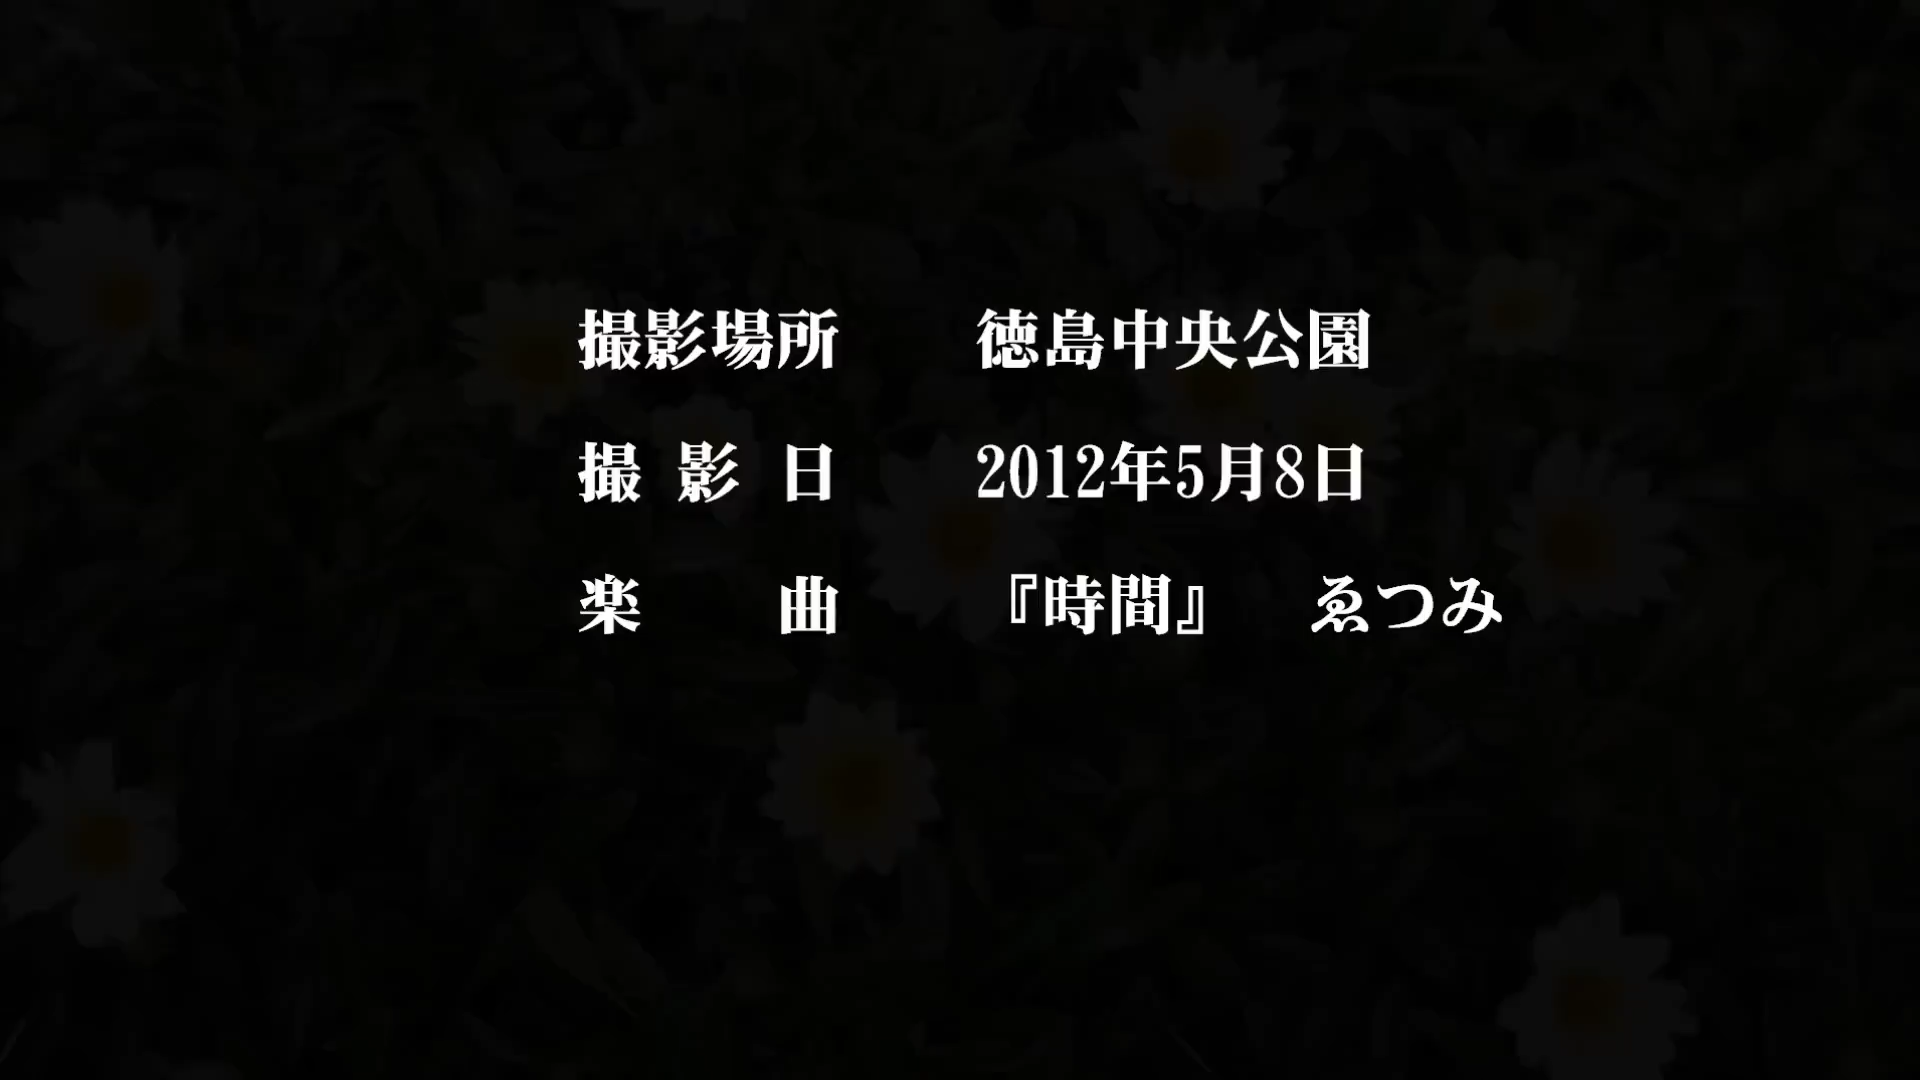 撮影場所　　徳島中央公園
撮 影 日　　2012年5月8日
楽　　曲　　『時間』　ゑつみ